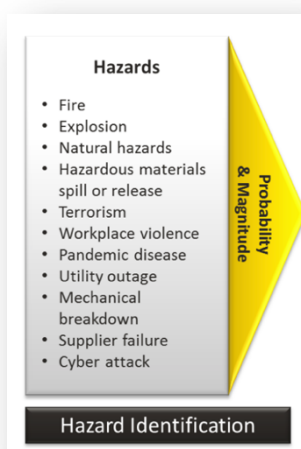 Hazards
• Fire
• Explosion
• Natural hazards
• Hazardous materials
spill or release
• Terrorism
• Workplace violence
• Pandemic disease
• Utility outage
• Mechanical
breakdown
• Supplier failure
• Cyber attack
Probability
& Magnitude
Hazard Identification